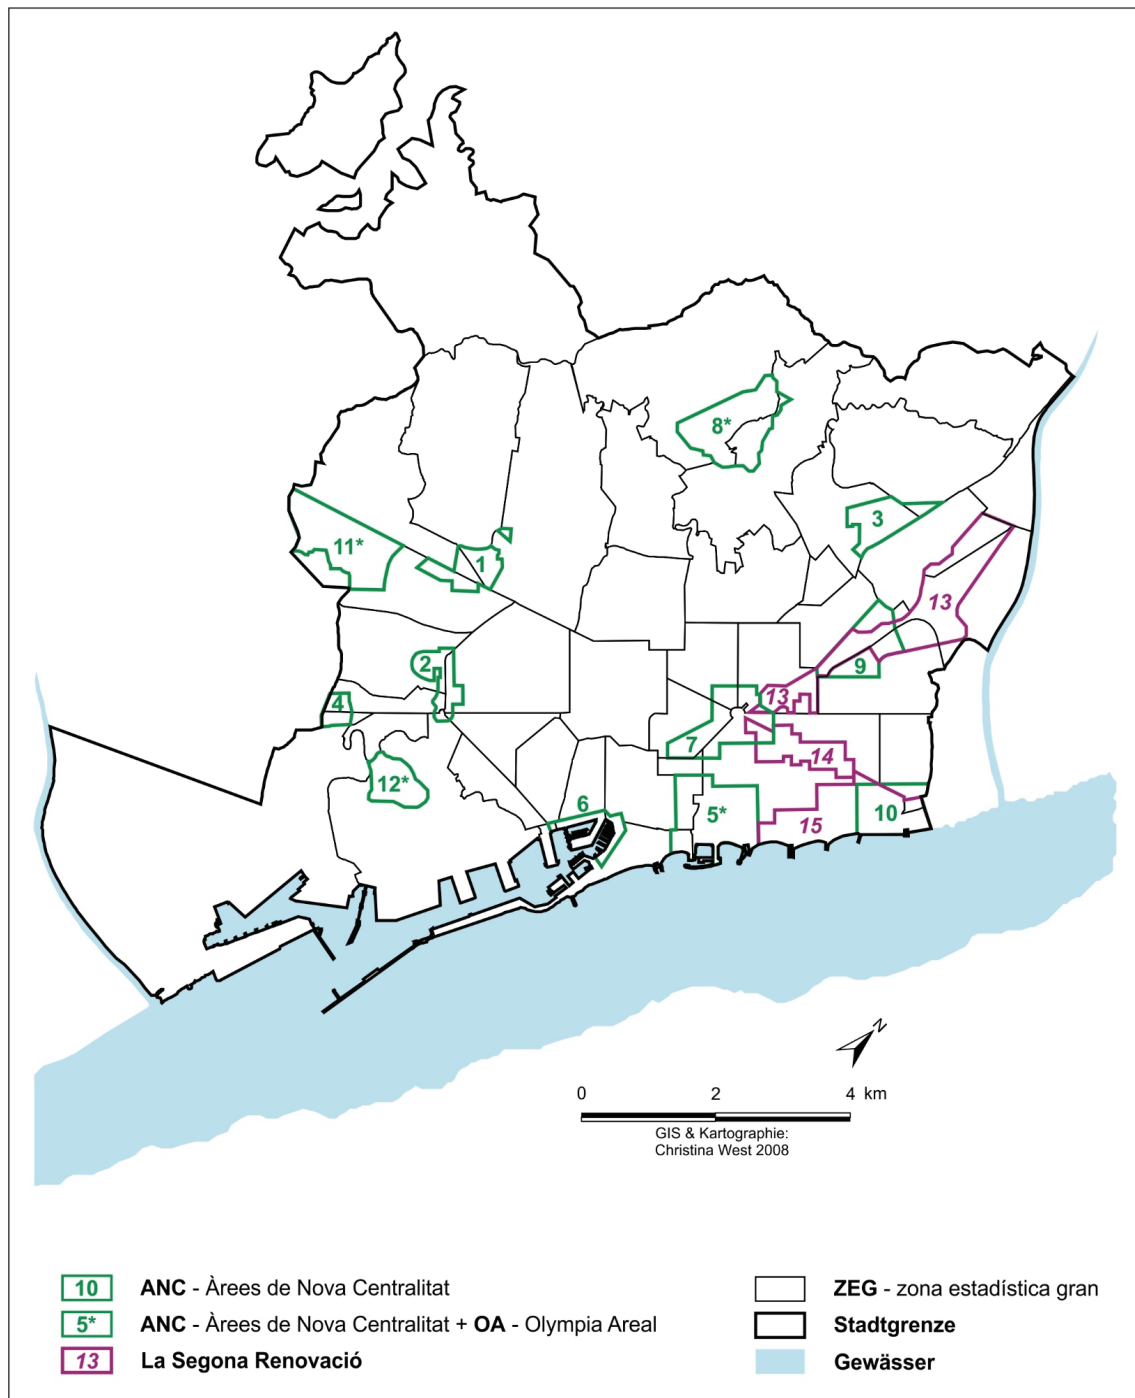 8*
3
11*
1
13
2
9
4
13
7
14
12*
6
5*
15
10
N
0 2 4 km
GIS & Kartographie:
Christina West 2008
10 ANC - Àrees de Nova Centralitat
5* ANC - Àrees de Nova Centralitat + OA - Olympia Areal
13 La Segona Renovació
ZEG - zona estadística gran
Stadtgrenze
Gewässer